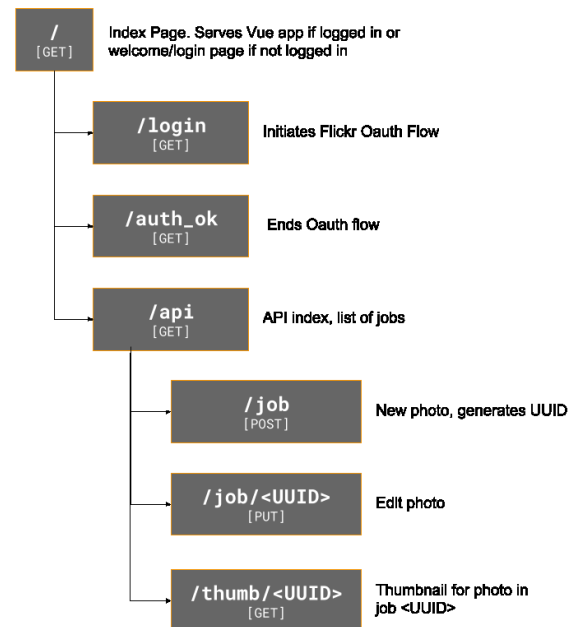 /
[GET]
Index Page. Serves Vue app if logged in or
welcome/login page if not logged in
/login
[GET]
Initiates Flickr Oauth Flow
/auth_ok
[GET]
Ends Oauth flow
/api
[GET]
API index, list of jobs
/job
[POST]
New photo, generates UUID
/job/<UUID>
[PUT]
Edit photo
/thumb/<UUID>
[GET]
Thumbnail for photo in
job <UUID>